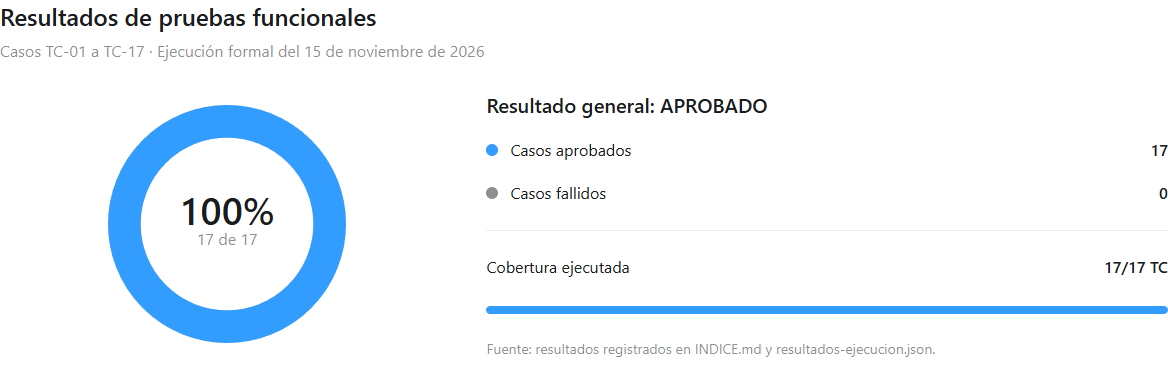 Resultados de pruebas funcionales
Casos TC-01 a TC-17 · Ejecución formal del 15 de noviembre de 2026
100%
17 de 17
Resultado general: APROBADO
Casos aprobados 17
Casos fallidos 0
Cobertura ejecutada 17/17 TC
Fuente: resultados registrados en INDICE.md y resultados-ejecucion.json.